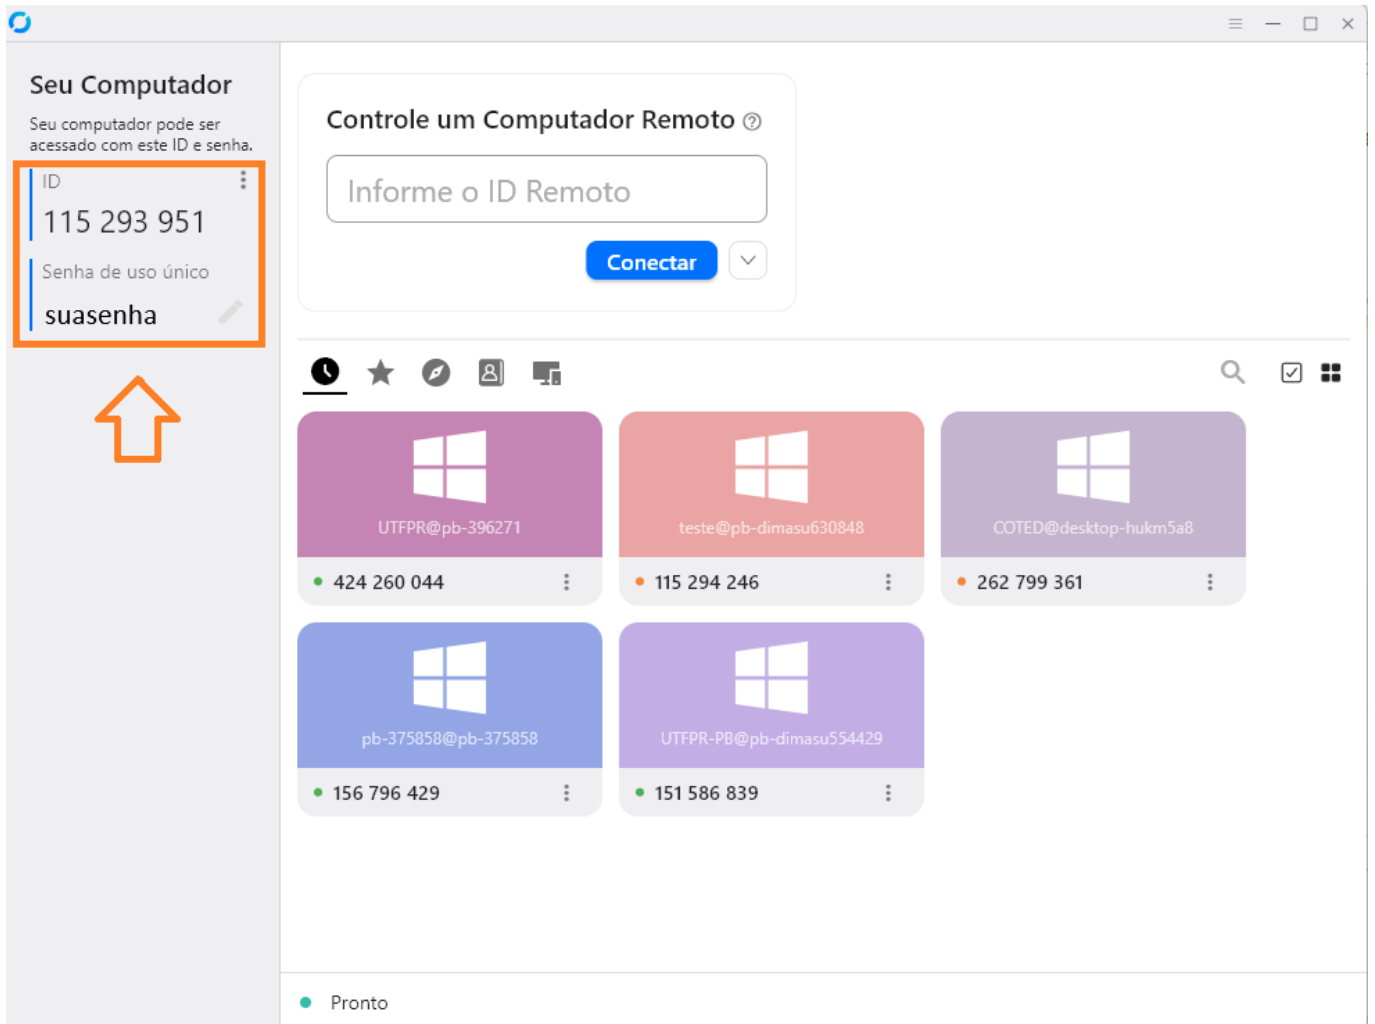 Seu Computador
Seu computador pode ser
acessado com este ID e senha.
ID
115 293 951
Senha de uso único
suasenha
Controle um Computador Remoto
Informe o ID Remoto
Conectar
UTFPR@pb-396271
424 260 044
teste@pb-dimasu630848
115 294 246
COTED@desktop-hukm5a8
262 799 361
pb-375858@pb-375858
156 796 429
UTFPR-PB@pb-dimasu554429
151 586 839
Pronto